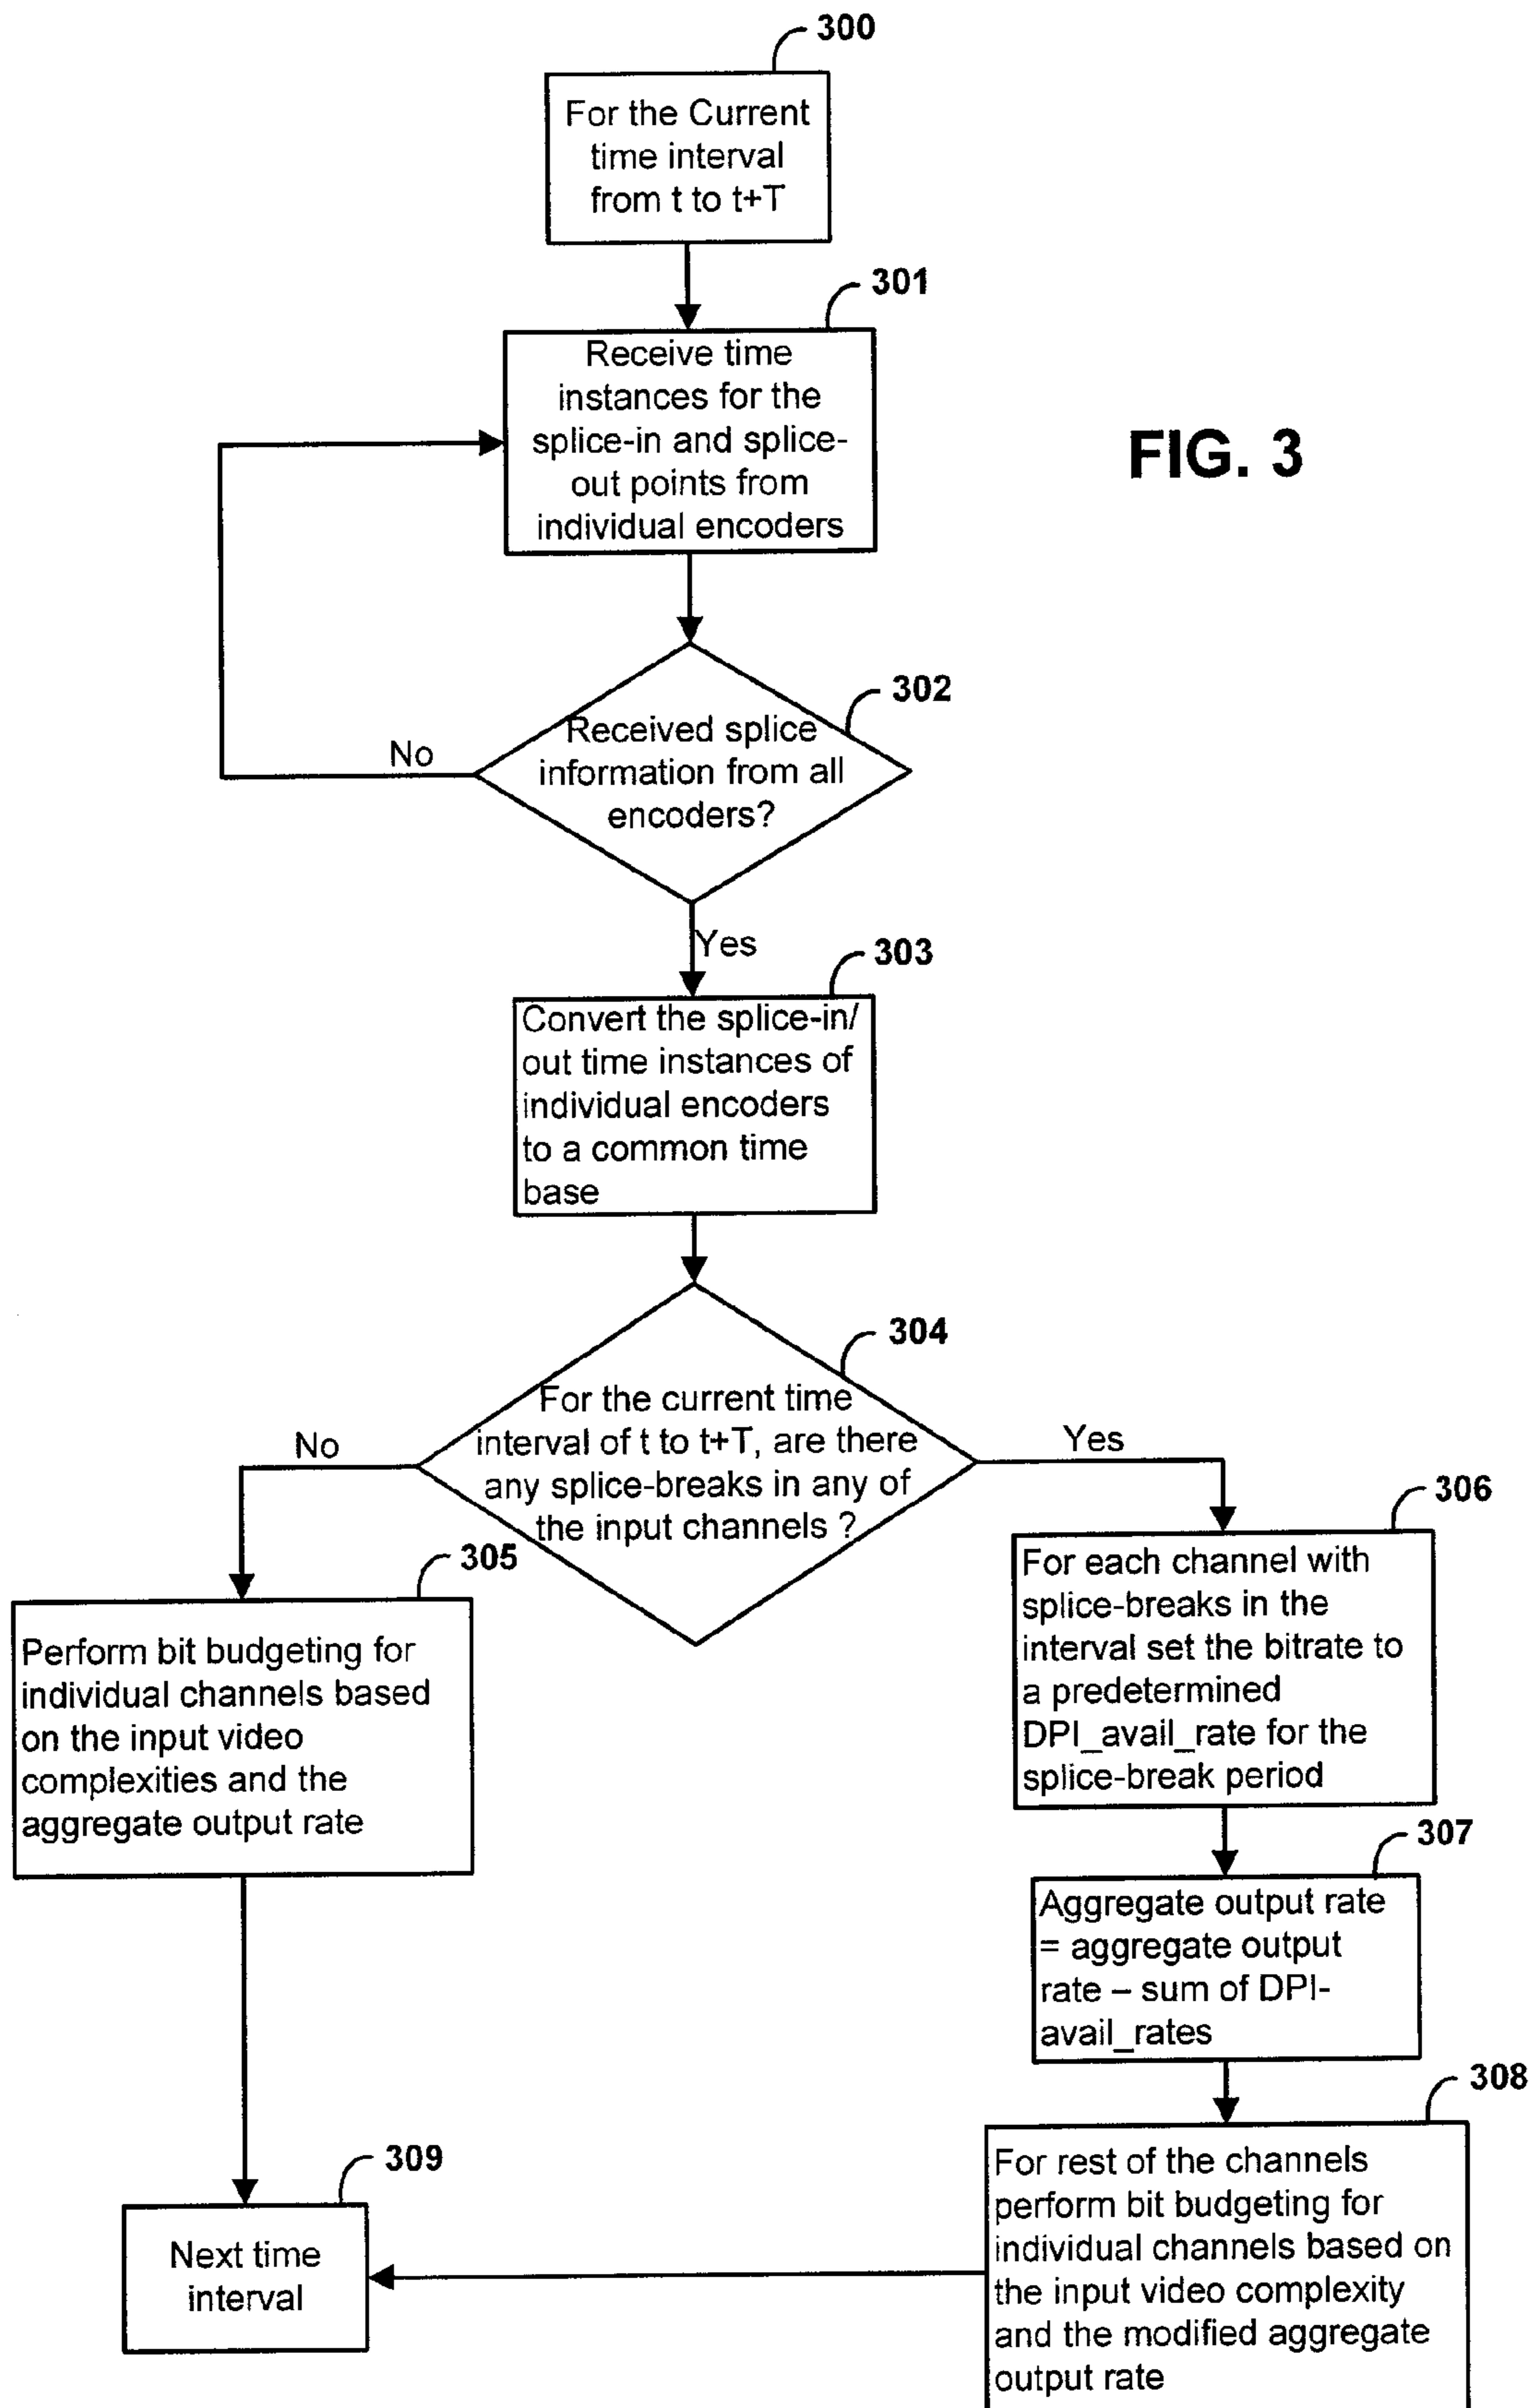 300
For the Current
time interval
from t to t+T
301
Receive time
instances for the
splice-in and splice-
out points from
individual encoders
FIG. 3
302
Received splice
information from all
encoders?
No
Yes
303
Convert the splice-in/
out time instances of
individual encoders
to a common time
base
304
For the current time
interval of t to t+T, are there
any splice-breaks in any of
the input channels ?
No
Yes
305
Perform bit budgeting for
individual channels based
on the input video
complexities and the
aggregate output rate
306
For each channel with
splice-breaks in the
interval set the bitrate to
a predetermined
DPI_avail_rate for the
splice-break period
307
Aggregate output rate
= aggregate output
rate – sum of DPI-
avail_rates
308
For rest of the channels
perform bit budgeting for
individual channels based on
the input video complexity
and the modified aggregate
output rate
309
Next time
interval